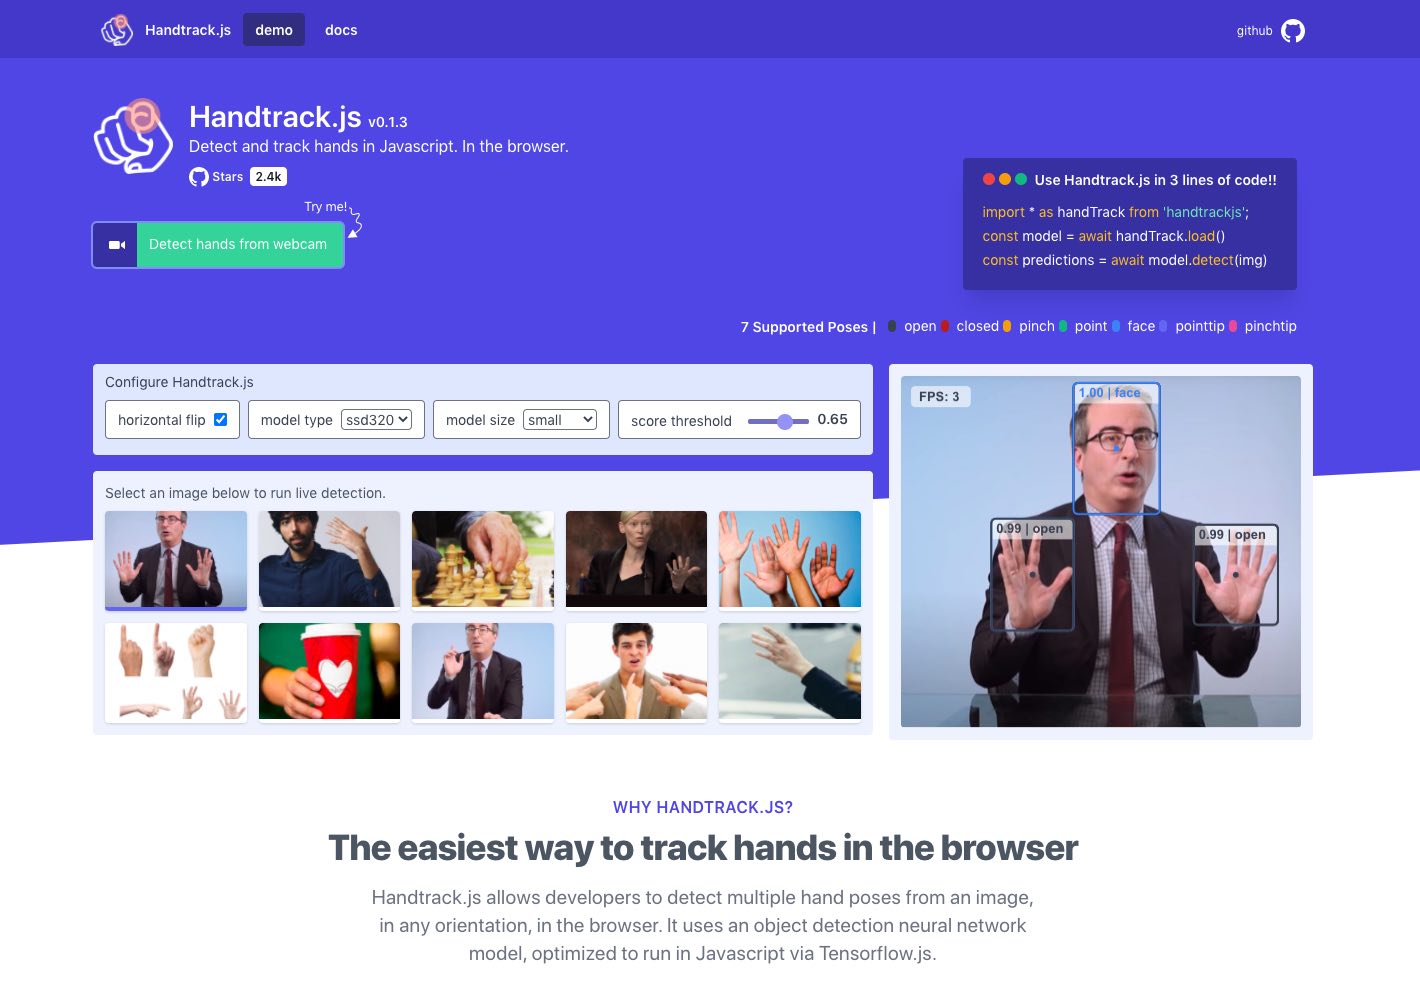 Handtrack.js demo docs github
Handtrack.js v0.1.3
Detect and track hands in Javascript. In the browser.
Stars 2.4k
Try me!
Detect hands from webcam
Use Handtrack.js in 3 lines of code!!
import * as handTrack from 'handtrackjs';
const model = await handTrack.load()
const predictions = await model.detect(img)
7 Supported Poses | open closed pinch point face pointtip pinchtip
Configure Handtrack.js
horizontal flip model type ssd320 model size small score threshold 0.65
Select an image below to run live detection.
FPS: 3
1.00 | face
0.99 | open
0.99 | open
WHY HANDTRACK.JS?
The easiest way to track hands in the browser
Handtrack.js allows developers to detect multiple hand poses from an image,
in any orientation, in the browser. It uses an object detection neural network
model, optimized to run in Javascript via Tensorflow.js.